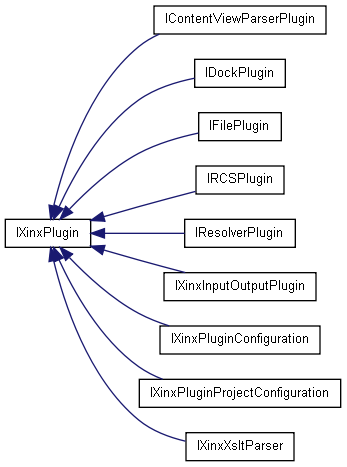 IContentViewParserPlugin
IDockPlugin
IFilePlugin
IRCSPlugin
IXinxPlugin
IResolverPlugin
IXinxInputOutputPlugin
IXinxPluginConfiguration
IXinxPluginProjectConfiguration
IXinxXsltParser